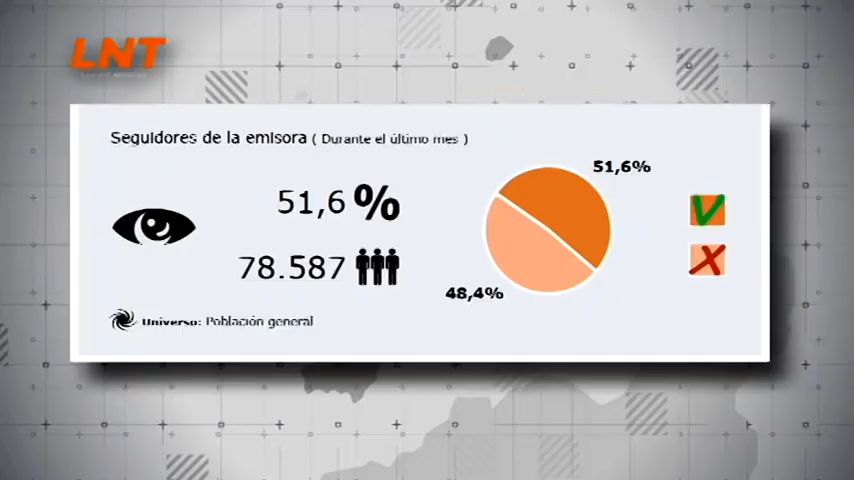 LNT
Seguidores de la emisora ( Durante el último mes )
51,6%
51,6 %
78.587
48,4%
Universo: Población general